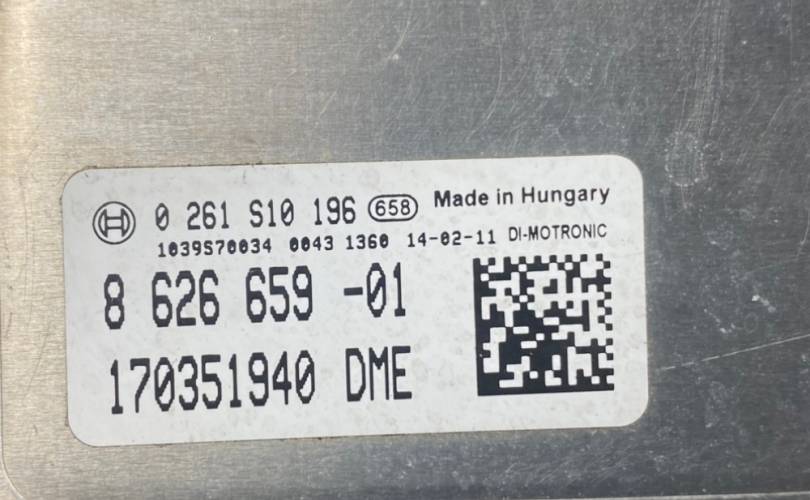 0 261 S10 196 658 Made in Hungary
1039S70034 0043 1360 14-02-11 DI-MOTRONIC
8 626 659 -01
170351940 DME